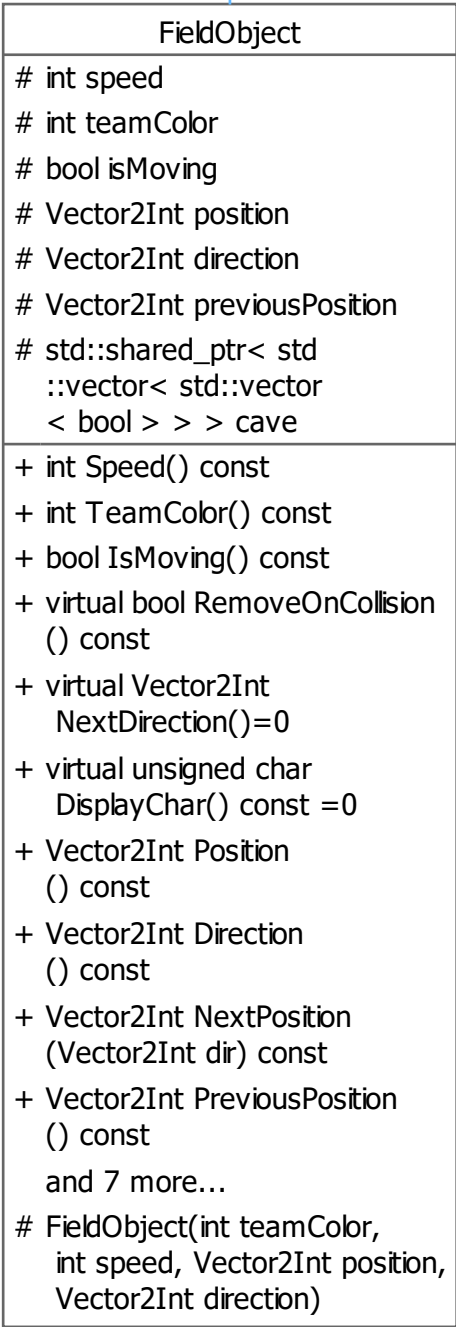 FieldObject
# int speed
# int teamColor
# bool isMoving
# Vector2Int position
# Vector2Int direction
# Vector2Int previousPosition
# std::shared_ptr< std
::vector< std::vector
< bool > > > cave
+ int Speed() const
+ int TeamColor() const
+ bool IsMoving() const
+ virtual bool RemoveOnCollision
() const
+ virtual Vector2Int
NextDirection()=0
+ virtual unsigned char
DisplayChar() const =0
+ Vector2Int Position
() const
+ Vector2Int Direction
() const
+ Vector2Int NextPosition
(Vector2Int dir) const
+ Vector2Int PreviousPosition
() const
and 7 more...
# FieldObject(int teamColor,
int speed, Vector2Int position,
Vector2Int direction)